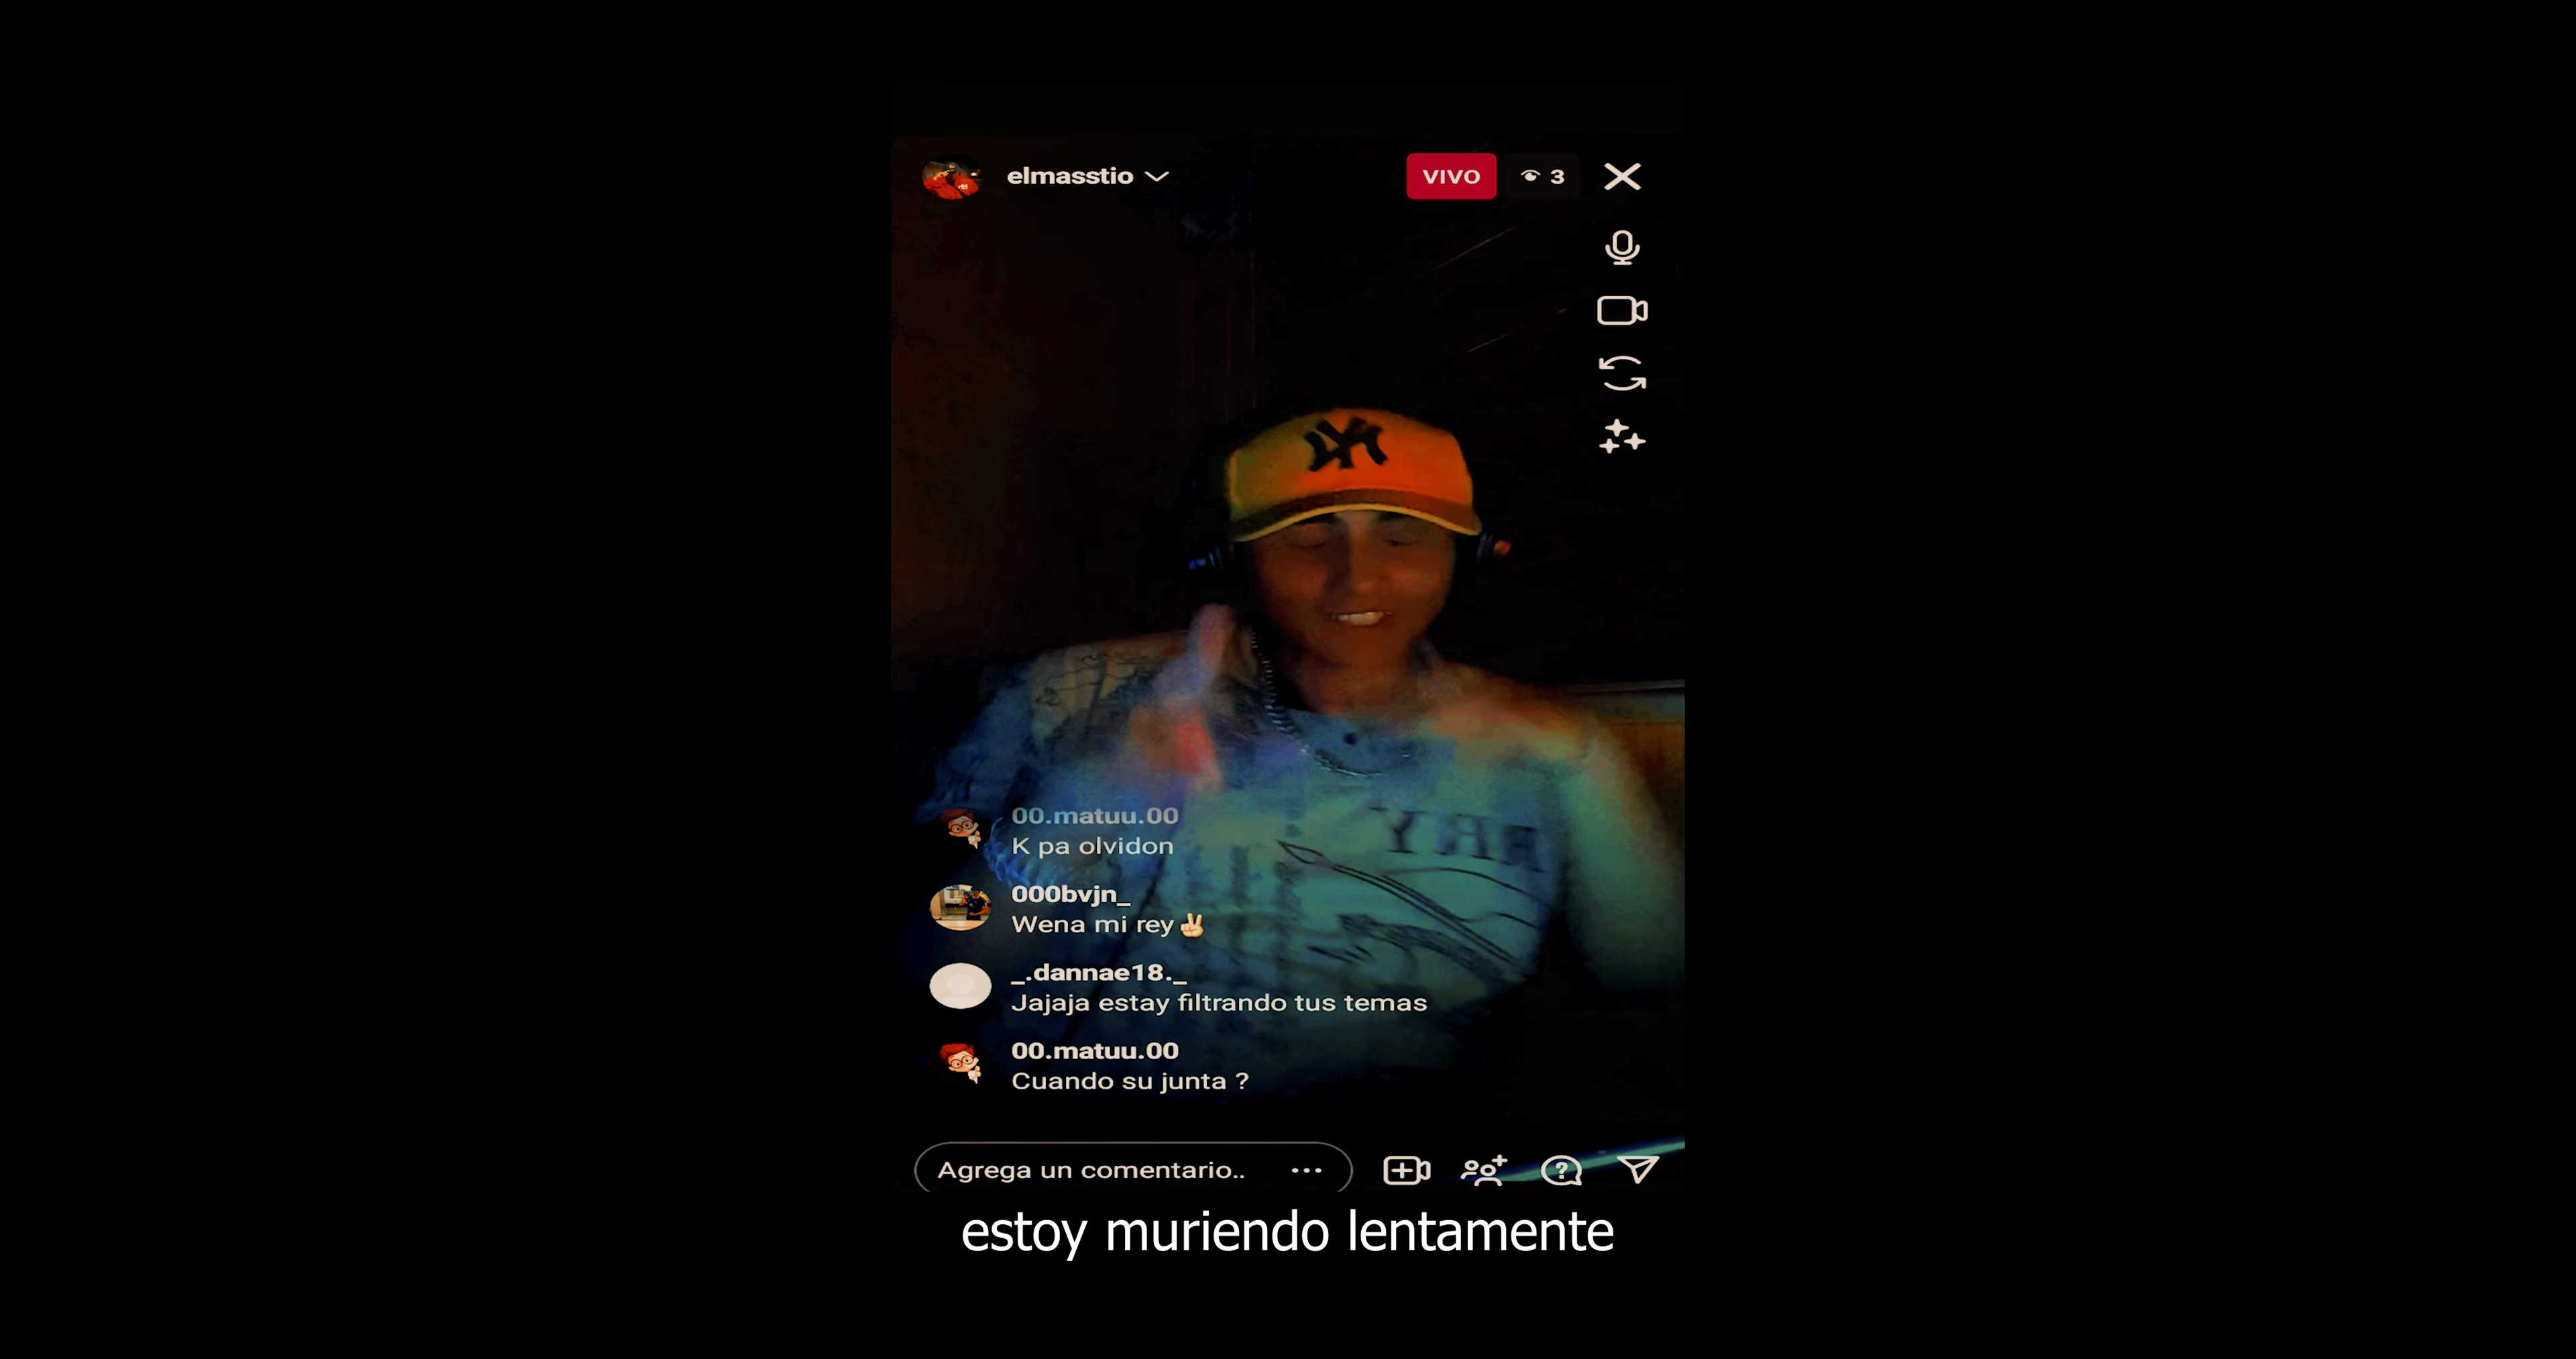 elmasstio
VIVO 3
NY
00.matuu.00
K pa olvidon
000bvjn_
Wena mi rey✌🏻
_.dannae18._
Jajaja estay filtrando tus temas
00.matuu.00
Cuando su junta ?
Agrega un comentario..
estoy muriendo lentamente